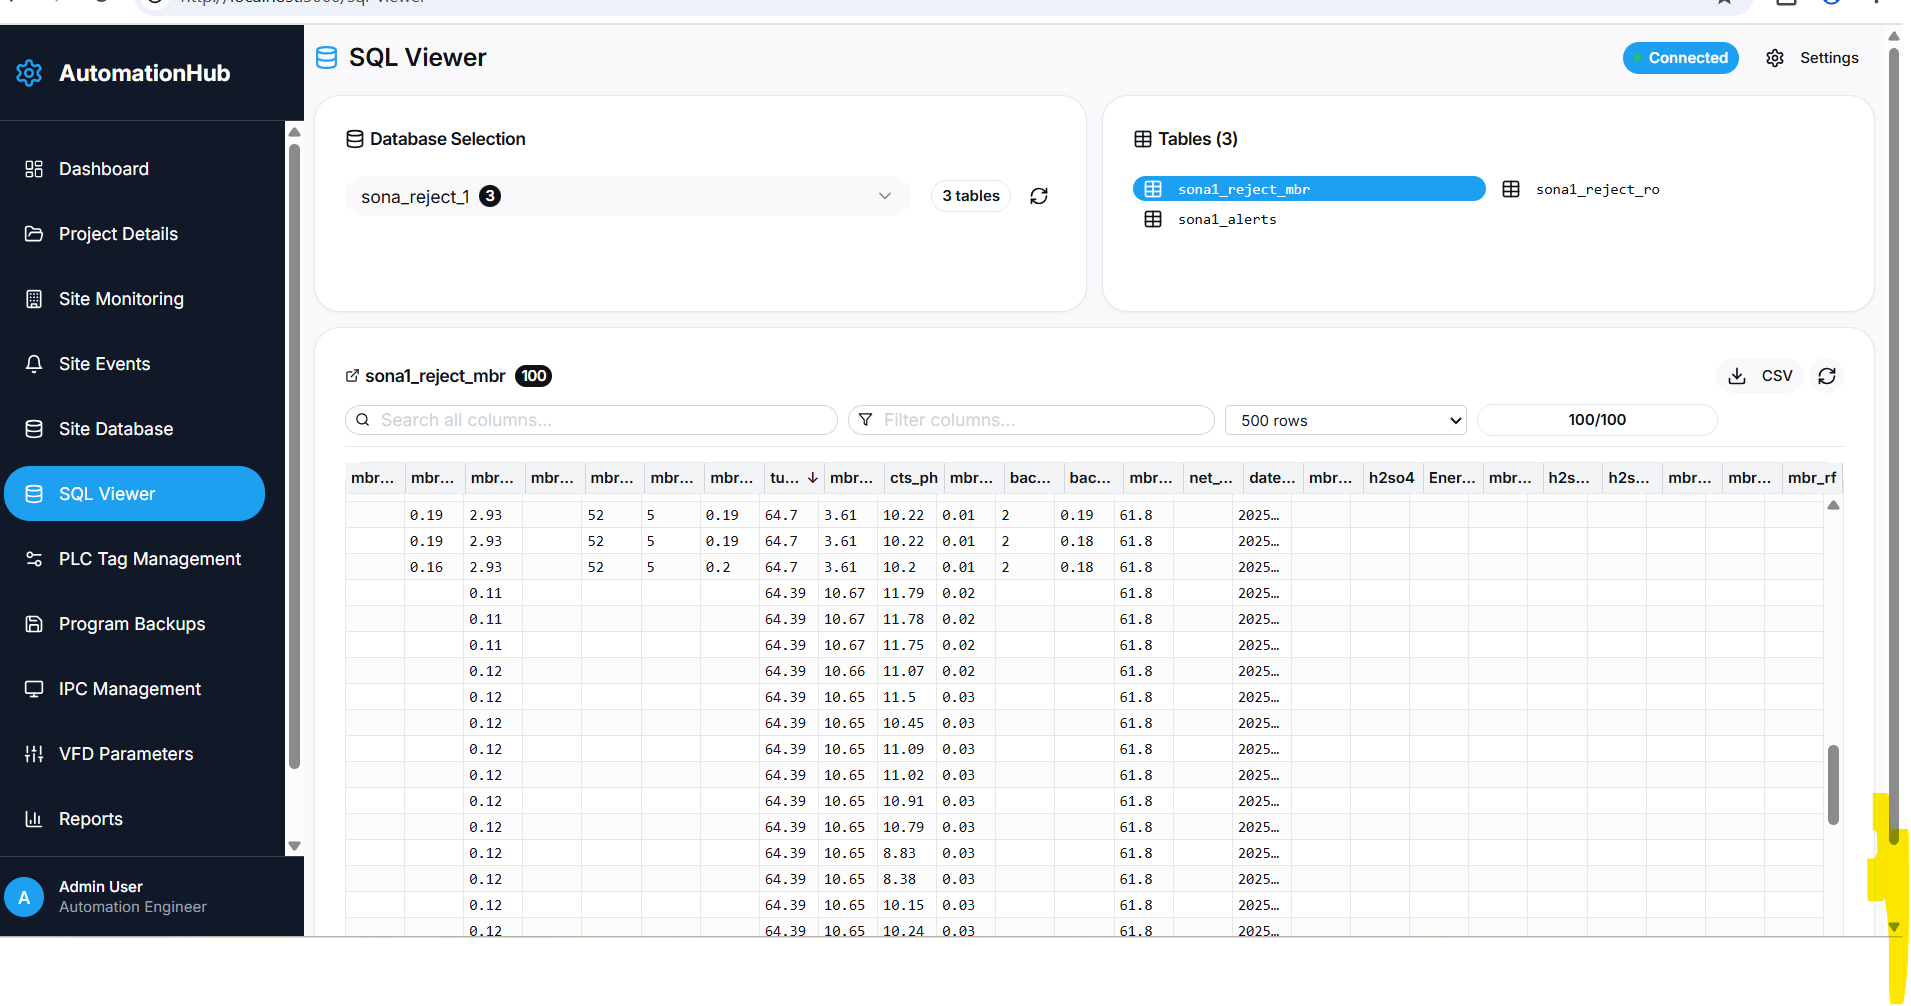 AutomationHub
Dashboard
Project Details
Site Monitoring
Site Events
Site Database
SQL Viewer
PLC Tag Management
Program Backups
IPC Management
VFD Parameters
Reports
A
Admin User
Automation Engineer
SQL Viewer
Connected Settings
Database Selection
sona_reject_1 3
3 tables
Tables (3)
sona1_reject_mbr sona1_reject_ro
sona1_alerts
sona1_reject_mbr 100
CSV
Search all columns...
Filter columns...
500 rows
100/100
mbr... mbr... mbr... mbr... mbr... mbr... mbr... tu... ↓ mbr... cts_ph mbr... bac... bac... mbr... net_... date... mbr... h2so4 Ener... mbr... h2s... h2s... mbr... mbr... mbr_rf
0.19 2.93 52 5 0.19 64.7 3.61 10.22 0.01 2 0.19 61.8 2025…
0.19 2.93 52 5 0.19 64.7 3.61 10.22 0.01 2 0.18 61.8 2025…
0.16 2.93 52 5 0.2 64.7 3.61 10.2 0.01 2 0.18 61.8 2025…
0.11 64.39 10.67 11.79 0.02 61.8 2025…
0.11 64.39 10.67 11.78 0.02 61.8 2025…
0.11 64.39 10.67 11.75 0.02 61.8 2025…
0.12 64.39 10.66 11.07 0.02 61.8 2025…
0.12 64.39 10.65 11.5 0.03 61.8 2025…
0.12 64.39 10.65 10.45 0.03 61.8 2025…
0.12 64.39 10.65 11.09 0.03 61.8 2025…
0.12 64.39 10.65 11.02 0.03 61.8 2025…
0.12 64.39 10.65 10.91 0.03 61.8 2025…
0.12 64.39 10.65 10.79 0.03 61.8 2025…
0.12 64.39 10.65 8.83 0.03 61.8 2025…
0.12 64.39 10.65 8.38 0.03 61.8 2025…
0.12 64.39 10.65 10.15 0.03 61.8 2025…
0.12 64.39 10.65 10.24 0.03 61.8 2025…